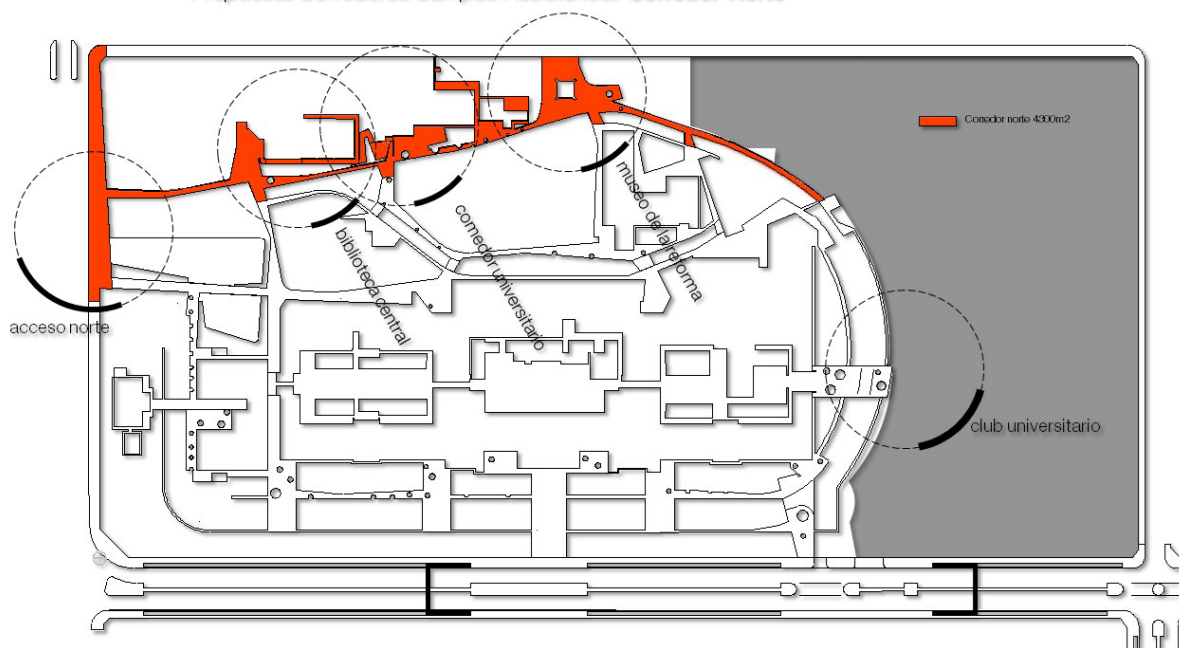 Corredor norte 4300m2
museo de la reforma
comedor universitario
biblioteca central
acceso norte
club universitario